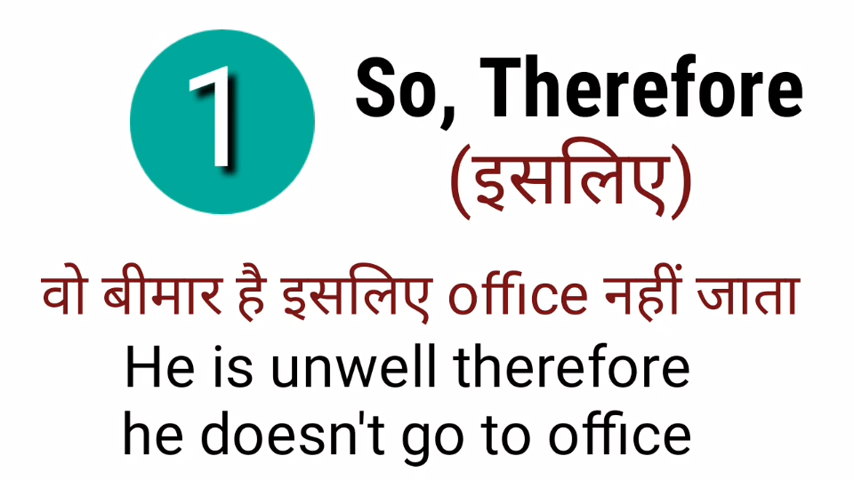 1
So, Therefore
(इसलिए)
वो बीमार है इसलिए office नहीं जाता
He is unwell therefore
he doesn't go to office